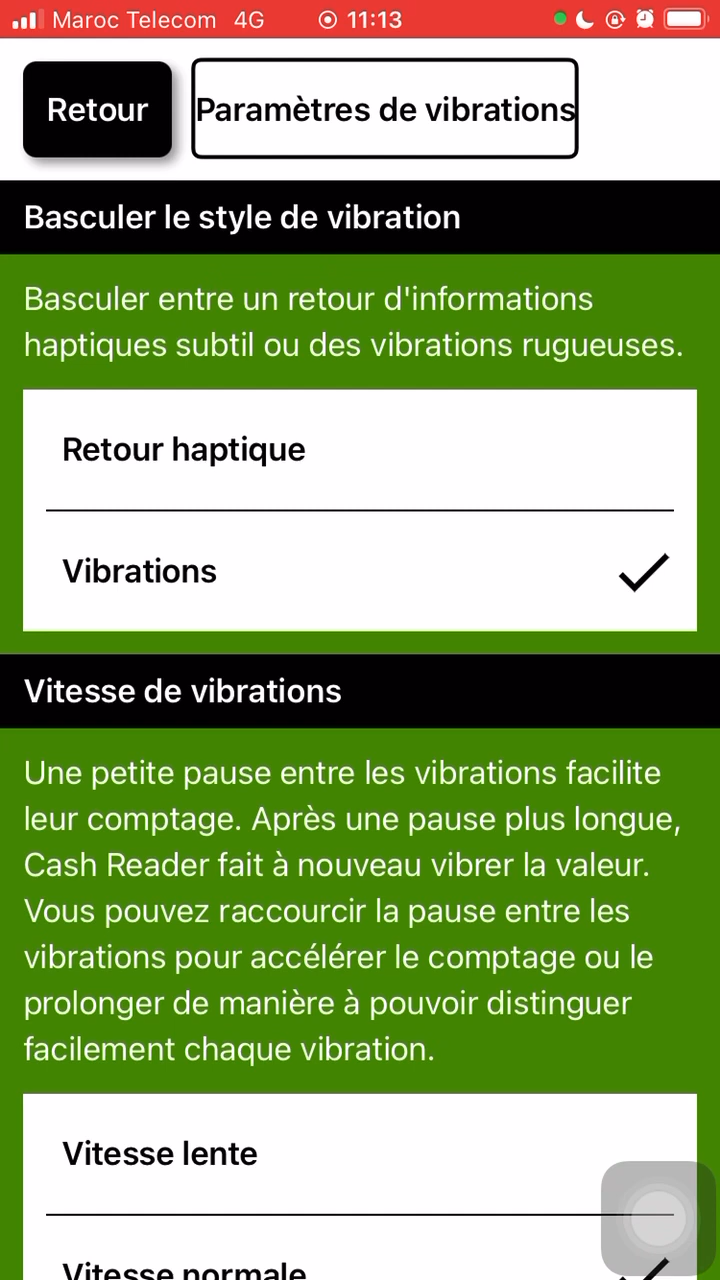 Maroc Telecom 4G 11:13
Retour
Paramètres de vibrations
Basculer le style de vibration
Basculer entre un retour d'informations
haptiques subtil ou des vibrations rugueuses.
Retour haptique
Vibrations
Vitesse de vibrations
Une petite pause entre les vibrations facilite
leur comptage. Après une pause plus longue,
Cash Reader fait à nouveau vibrer la valeur.
Vous pouvez raccourcir la pause entre les
vibrations pour accélérer le comptage ou le
prolonger de manière à pouvoir distinguer
facilement chaque vibration.
Vitesse lente
Vitesse normale